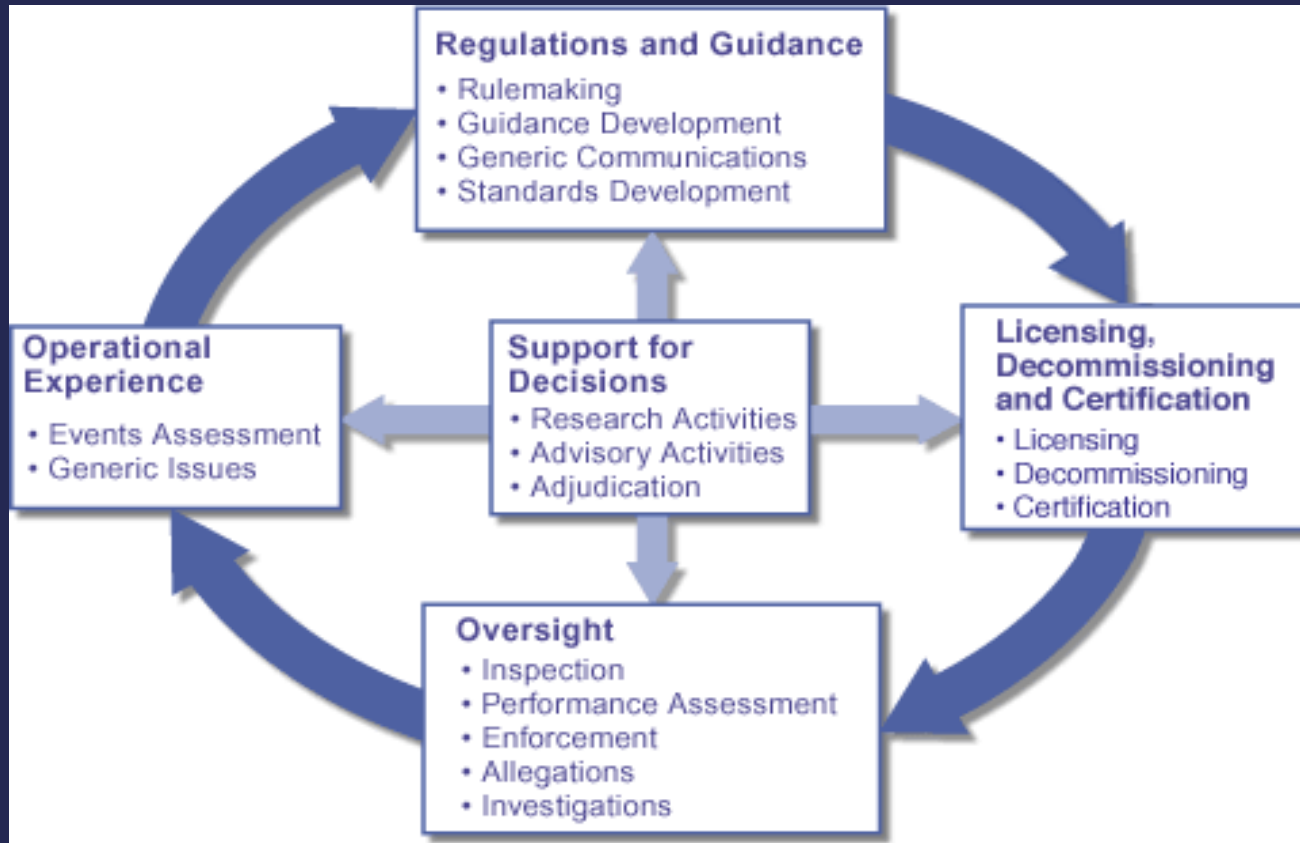 Regulations and Guidance
• Rulemaking
• Guidance Development
• Generic Communications
• Standards Development
Operational
Experience
• Events Assessment
• Generic Issues
Support for
Decisions
• Research Activities
• Advisory Activities
• Adjudication
Licensing,
Decommissioning
and Certification
• Licensing
• Decommissioning
• Certification
Oversight
• Inspection
• Performance Assessment
• Enforcement
• Allegations
• Investigations